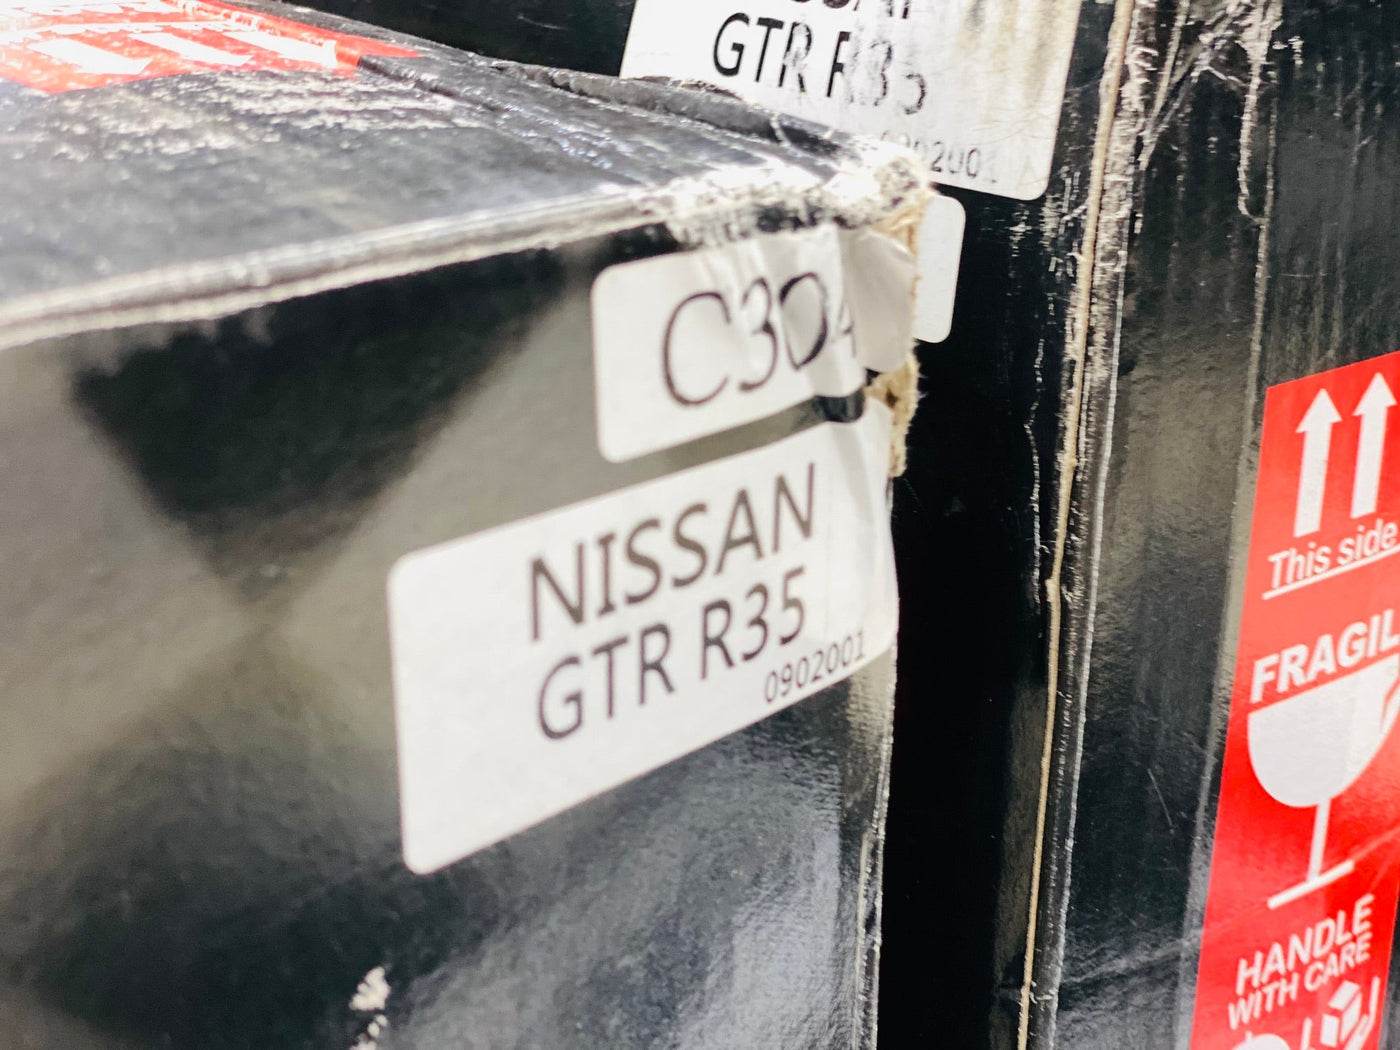 GTR R35
C304
NISSAN
GTR R35
0902001
This side
FRAGIL
HANDLE
WITH CARE